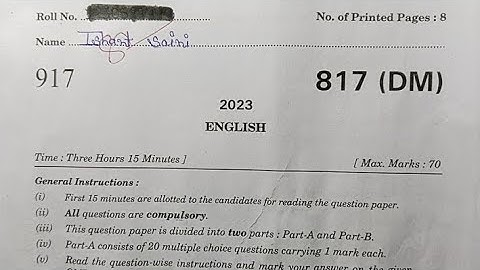 Roll No. No. of Printed Pages : 8
Name Ishant Saini
917 817 (DM)
2023
ENGLISH
Time : Three Hours 15 Minutes ] [ Max. Marks : 70
General Instructions :
(i) First 15 minutes are allotted to the candidates for reading the question paper.
(ii) All questions are compulsory.
(iii) This question paper is divided into two parts : Part-A and Part-B.
(iv) Part-A consists of 20 multiple choice questions carrying 1 mark each.
(v) Read the question-wise instructions and mark your answer on the given